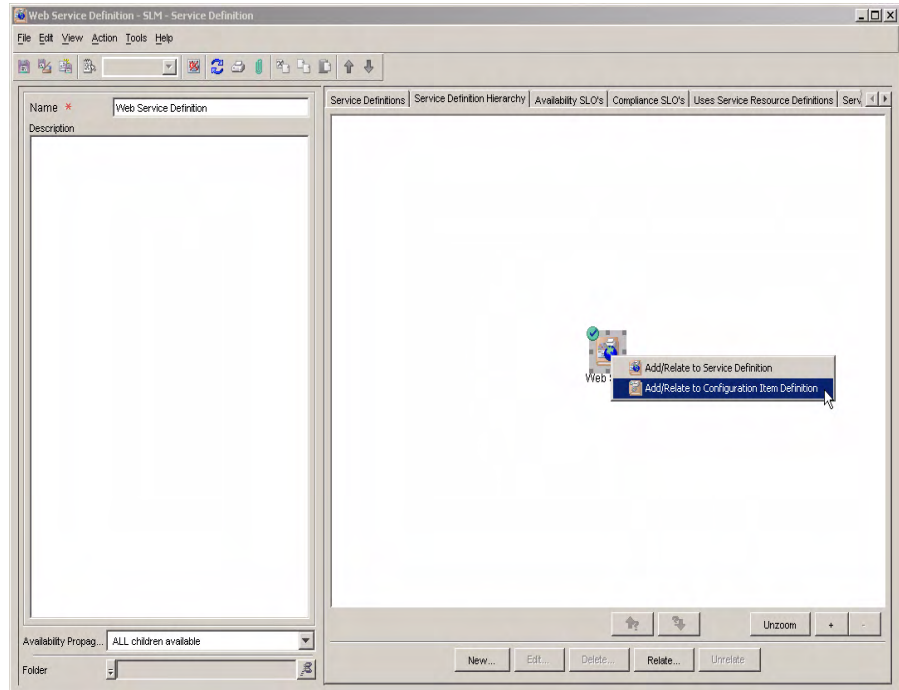 Web Service Definition - SLM - Service Definition
File Edit View Action Tools Help
Name * Web Service Definition
Description
Service Definitions Service Definition Hierarchy Availability SLO's Compliance SLO's Uses Service Resource Definitions Serv
Web
Add/Relate to Service Definition
Add/Relate to Configuration Item Definition
Unzoom + -
Availability Propag... ALL children available
New... Edit... Delete... Relate... Unrelate
Folder